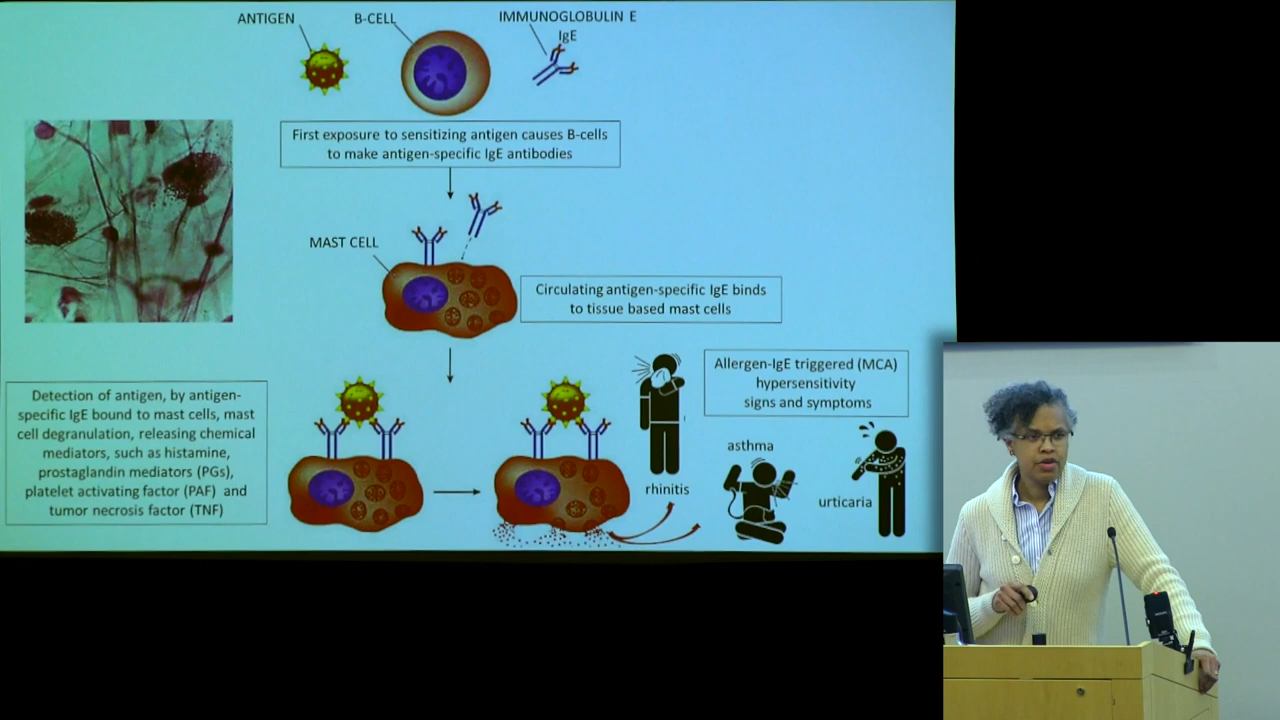 ANTIGEN
B-CELL
IMMUNOGLOBULIN E
IgE
First exposure to sensitizing antigen causes B-cells
to make antigen-specific IgE antibodies
MAST CELL
Circulating antigen-specific IgE binds
to tissue based mast cells
Detection of antigen, by antigen-
specific IgE bound to mast cells, mast
cell degranulation, releasing chemical
mediators, such as histamine,
prostaglandin mediators (PGs),
platelet activating factor (PAF) and
tumor necrosis factor (TNF)
Allergen-IgE triggered (MCA)
hypersensitivity
signs and symptoms
rhinitis
asthma
urticaria